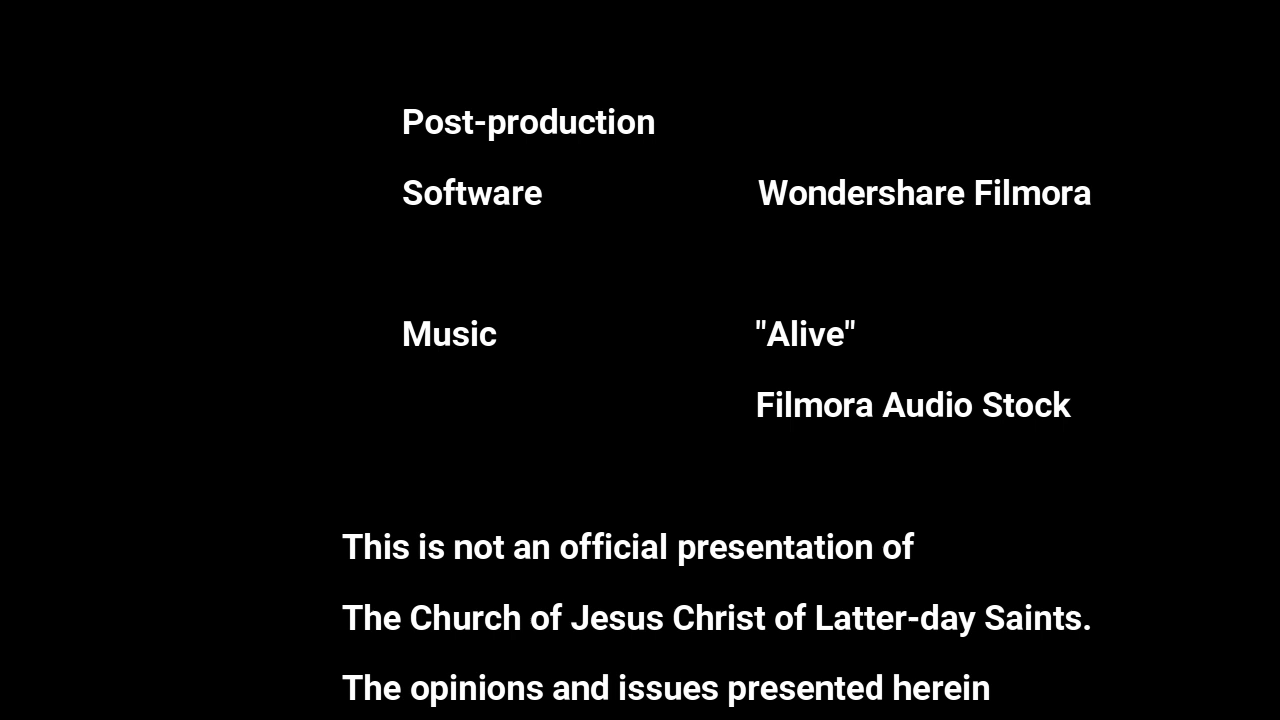 Post-production
Software Wondershare Filmora
Music "Alive"
Filmora Audio Stock
This is not an official presentation of
The Church of Jesus Christ of Latter-day Saints.
The opinions and issues presented herein